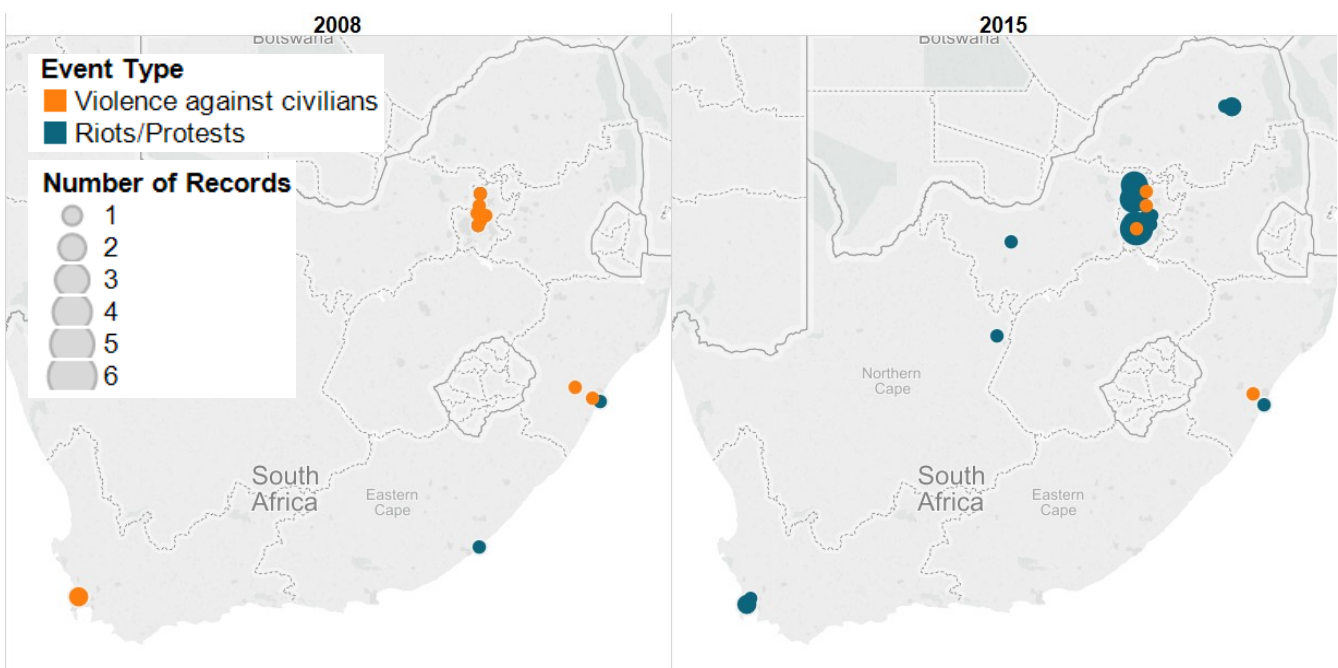 2008
2015
Botswana
Botswana
Event Type
Violence against civilians
Riots/Protests
Number of Records
1
2
3
4
5
6
Northern
Cape
South
Africa
Eastern
Cape
South
Africa
Eastern
Cape